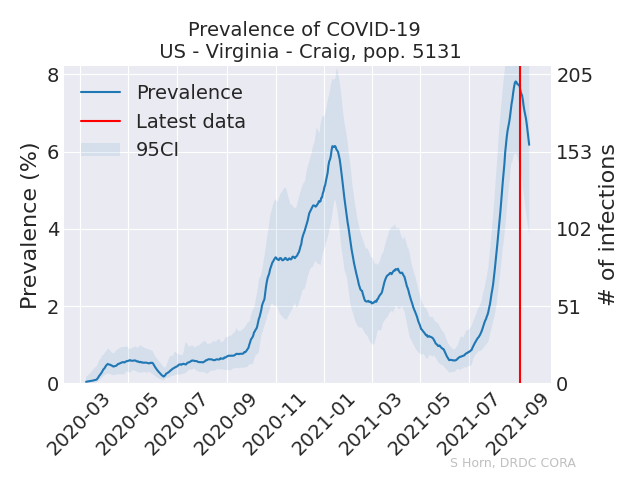 Prevalence of COVID-19
US - Virginia - Craig, pop. 5131
Prevalence (%)
8
6
4
2
0
Prevalence
Latest data
95CI
205
153
102
51
0
# of infections
2020-03
2020-05
2020-07
2020-09
2020-11
2021-01
2021-03
2021-05
2021-07
2021-09
S Horn, DRDC CORA